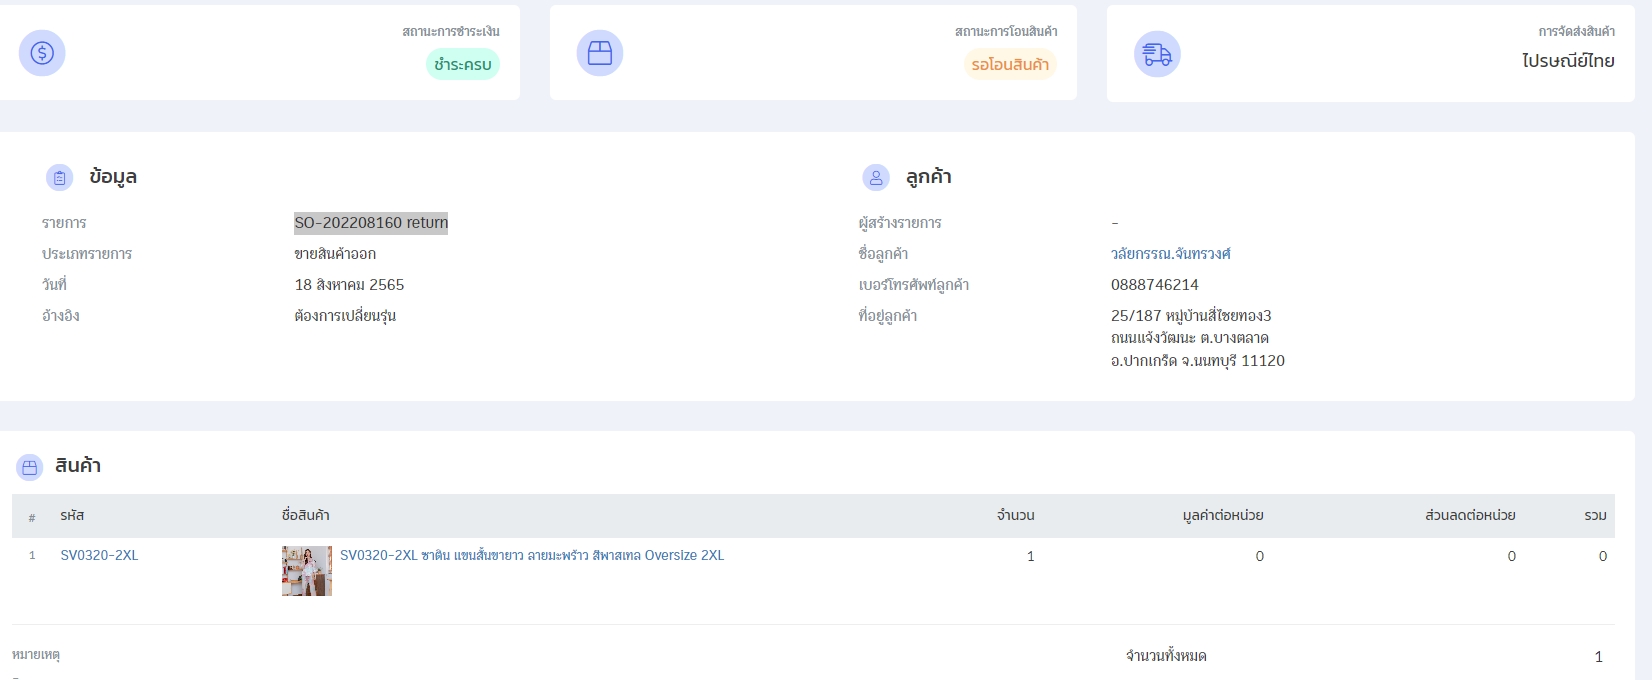 สถานะการชำระเงิน
ชำระครบ
สถานะการโอนสินค้า
รอโอนสินค้า
การจัดส่งสินค้า
ไปรษณีย์ไทย
ข้อมูล
รายการ SO-202208160 return
ประเภทรายการ ขายสินค้าออก
วันที่ 18 สิงหาคม 2565
อ้างอิง ต้องการเปลี่ยนรุ่น
ลูกค้า
ผู้สร้างรายการ -
ชื่อลูกค้า วลัยกรรณ.จันทรวงศ์
เบอร์โทรศัพท์ลูกค้า 0888746214
ที่อยู่ลูกค้า 25/187 หมู่บ้านสี่ไชยทอง3
ถนนแจ้งวัฒนะ ต.บางตลาด
อ.ปากเกร็ด จ.นนทบุรี 11120
สินค้า
# รหัส ชื่อสินค้า จำนวน มูลค่าต่อหน่วย ส่วนลดต่อหน่วย รวม
1 SV0320-2XL SV0320-2XL ซาติน แขนสั้นขายาว ลายมะพร้าว สีพาสเทล Oversize 2XL 1 0 0 0
หมายเหตุ จำนวนทั้งหมด 1